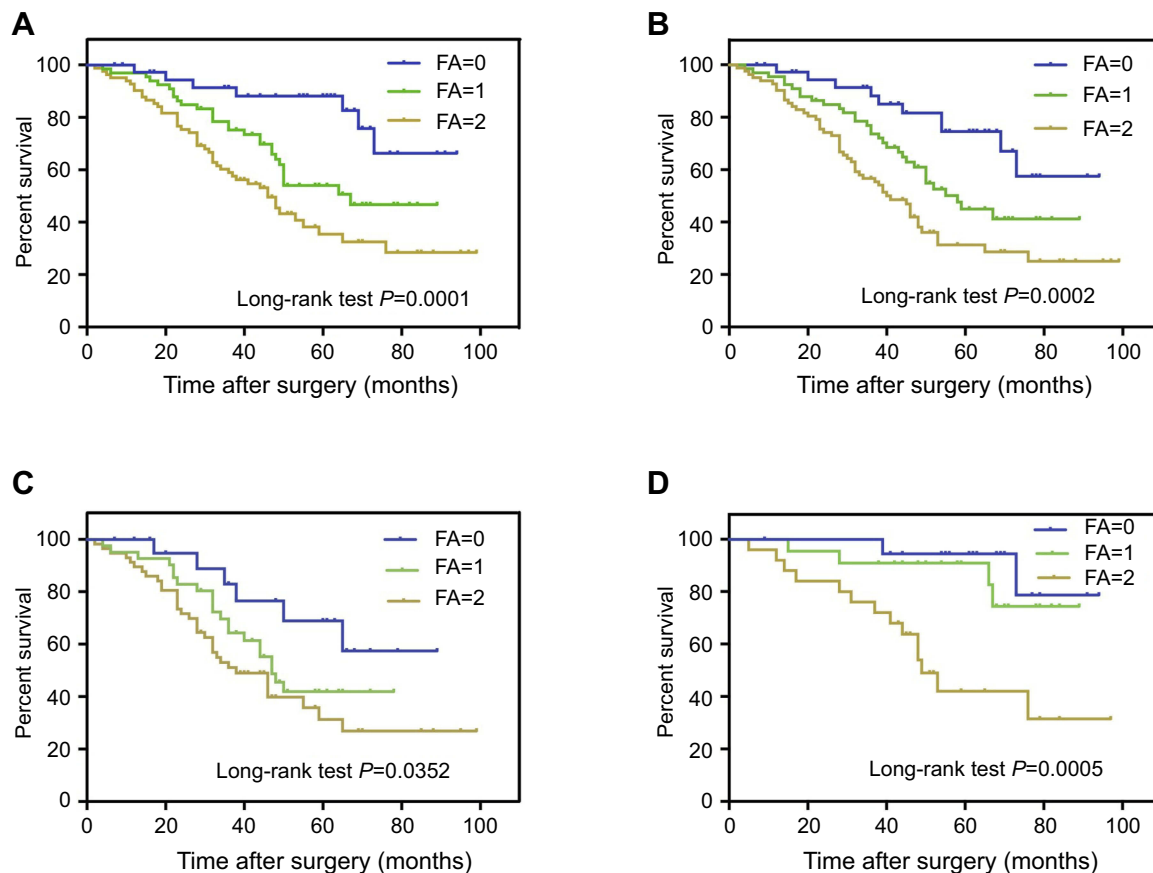 A
Percent survival
100
80
60
40
20
0
FA=0
FA=1
FA=2
Long-rank test P=0.0001
0 20 40 60 80 100
Time after surgery (months)
B
Percent survival
100
80
60
40
20
0
FA=0
FA=1
FA=2
Long-rank test P=0.0002
0 20 40 60 80 100
Time after surgery (months)
C
Percent survival
100
80
60
40
20
0
FA=0
FA=1
FA=2
Long-rank test P=0.0352
0 20 40 60 80 100
Time after surgery (months)
D
Percent survival
100
80
60
40
20
0
FA=0
FA=1
FA=2
Long-rank test P=0.0005
0 20 40 60 80 100
Time after surgery (months)